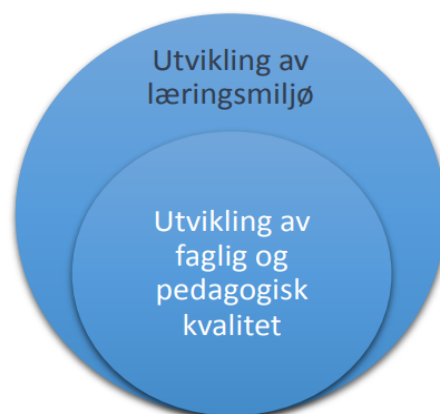 Utvikling av
læringsmiljø
Utvikling av
faglig og
pedagogisk
kvalitet